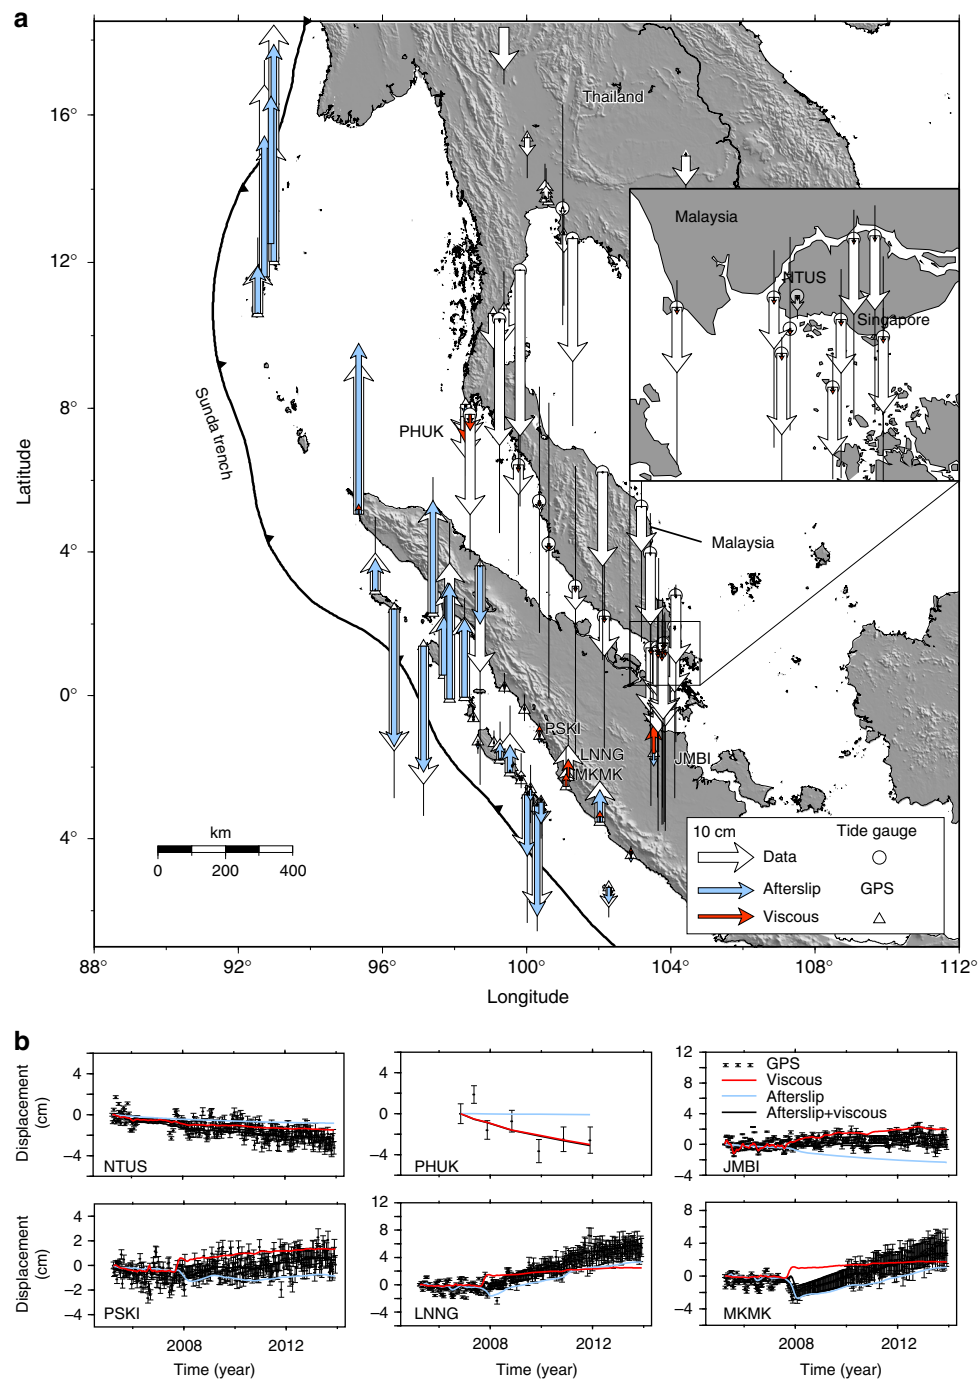 a
16°
12°
8°
4°
0°
4°
Latitude
88°
92°
96°
100°
104°
108°
112°
Longitude
Thailand
Malaysia
NTUS
Singapore
Sunda trench
PHUK
Malaysia
PSKI
LNNG
MKMK
JMBI
km
0 200 400
10 cm Tide gauge
Data
Afterslip GPS
Viscous
b
Displacement
(cm)
4
0
−4
NTUS
4
0
−4
PHUK
12
8
4
0
−4
GPS
Viscous
Afterslip
Afterslip+viscous
JMBI
Displacement
(cm)
4
2
0
−2
−4
PSKI
2008 2012
Time (year)
12
8
4
0
−4
LNNG
2008 2012
Time (year)
8
4
0
−4
MKMK
2008 2012
Time (year)